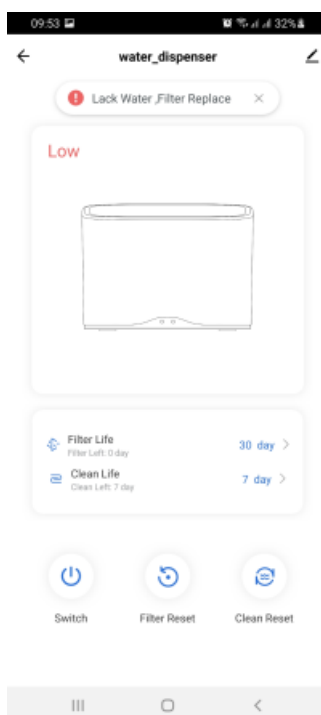 09:53 32%
water_dispenser
Lack Water ,Filter Replace
Low
Filter Life
Filter Left: 0 day
30 day
Clean Life
Clean Left: 7 day
7 day
Switch Filter Reset Clean Reset